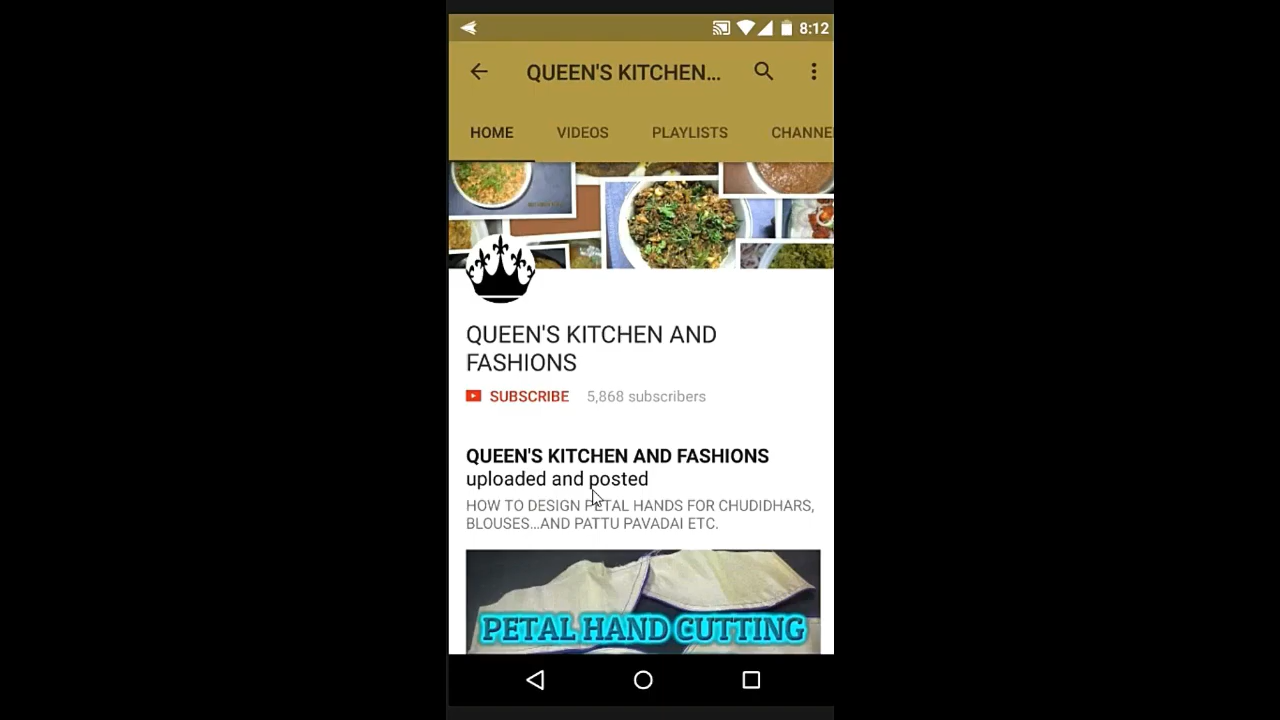 8:12
QUEEN'S KITCHEN...
HOME VIDEOS PLAYLISTS CHANNE
QUEEN'S KITCHEN AND
FASHIONS
SUBSCRIBE 5,868 subscribers
QUEEN'S KITCHEN AND FASHIONS
uploaded and posted
HOW TO DESIGN PETAL HANDS FOR CHUDIDHARS,
BLOUSES...AND PATTU PAVADAI ETC.
PETAL HAND CUTTING